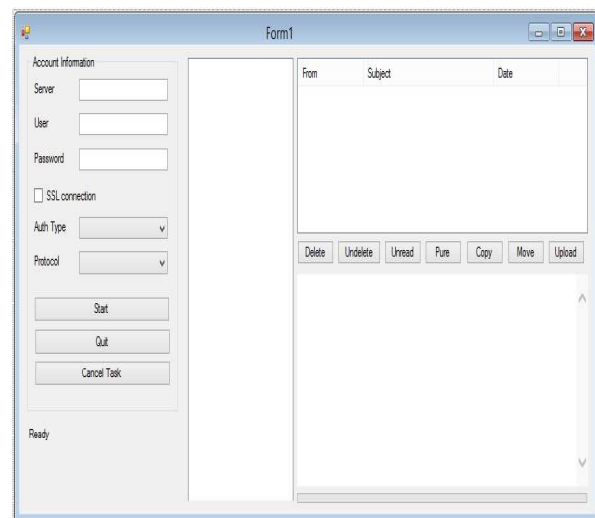 Form1
Account Information
Server
User
Password
SSL connection
Auth Type
Protocol
Start
Quit
Cancel Task
Ready
From Subject Date
Delete Undelete Unread Pure Copy Move Upload